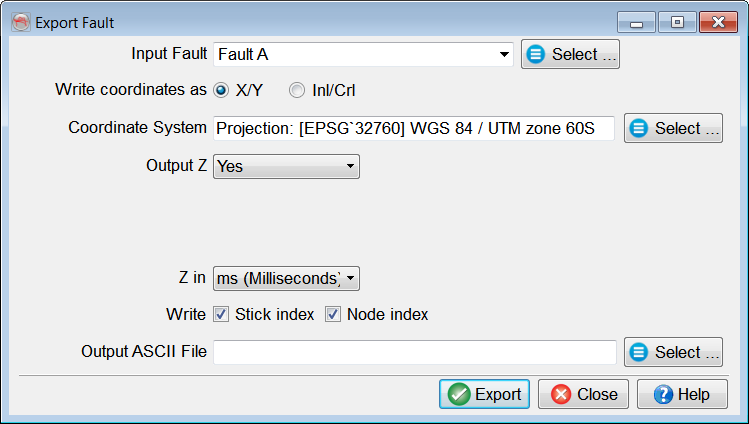 Export Fault
Input Fault Fault A Select ...
Write coordinates as X/Y Inl/Crl
Coordinate System Projection: [EPSG`32760] WGS 84 / UTM zone 60S Select ...
Output Z Yes
Z in ms (Milliseconds)
Write Stick index Node index
Output ASCII File Select ...
Export Close Help